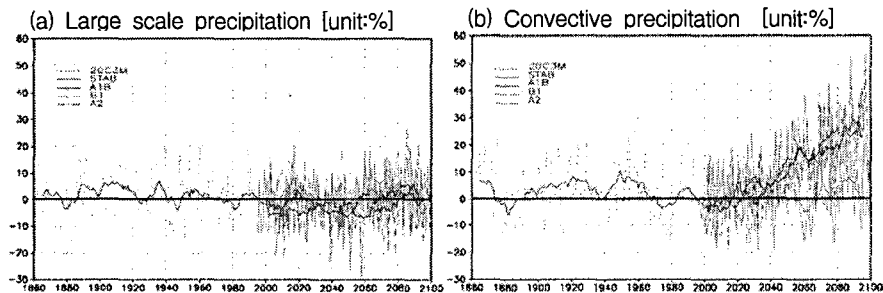 (a) Large scale precipitation [unit:%]
60
50
40
30
20
10
0
-10
-20
-30
20C3M
STAB
A1B
B1
A2
1860 1880 1900 1920 1940 1960 1980 2000 2020 2040 2060 2080 2100
(b) Convective precipitation [unit:%]
60
50
40
30
20
10
0
-10
-20
-30
20C3M
STAB
A1B
B1
A2
1860 1880 1900 1920 1940 1960 1980 2000 2020 2040 2060 2080 2100